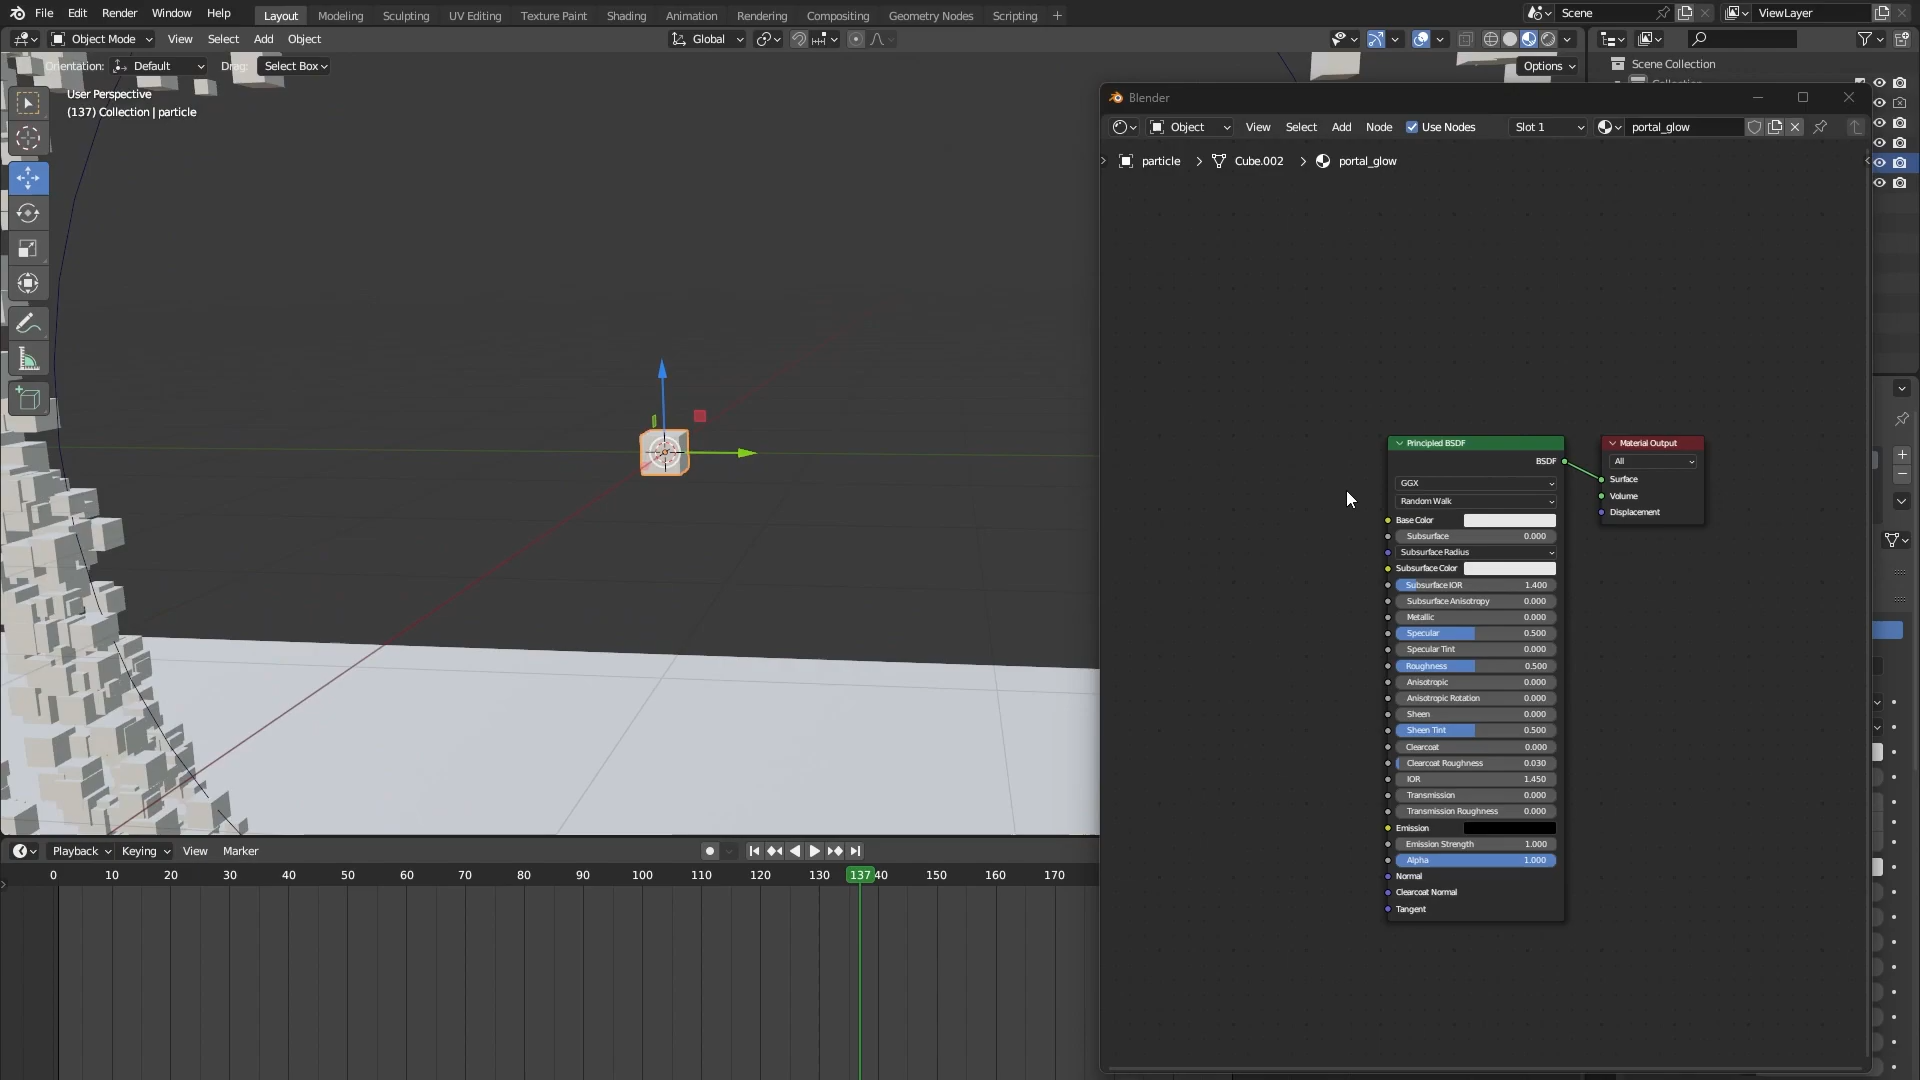 File Edit Render Window Help Layout Modeling Sculpting UV Editing Texture Paint Shading Animation Rendering Compositing Geometry Nodes Scripting + Scene ViewLayer
Object Mode View Select Add Object Global
Orientation: Default Drag: Select Box Options
Scene Collection
User Perspective
(137) Collection | particle
Blender
Object View Select Add Node Use Nodes Slot 1 portal_glow
particle > Cube.002 > portal_glow
Principled BSDF
BSDF
GGX
Random Walk
Base Color
Subsurface 0.000
Subsurface Radius
Subsurface Color
Subsurface IOR 1.400
Subsurface Anisotropy 0.000
Metallic 0.000
Specular 0.500
Specular Tint 0.000
Roughness 0.500
Anisotropic 0.000
Anisotropic Rotation 0.000
Sheen 0.000
Sheen Tint 0.500
Clearcoat 0.000
Clearcoat Roughness 0.030
IOR 1.450
Transmission 0.000
Transmission Roughness 0.000
Emission
Emission Strength 1.000
Alpha 1.000
Normal
Clearcoat Normal
Tangent
Material Output
All
Surface
Volume
Displacement
Playback Keying View Marker
0 10 20 30 40 50 60 70 80 90 100 110 120 130 137 40 150 160 170